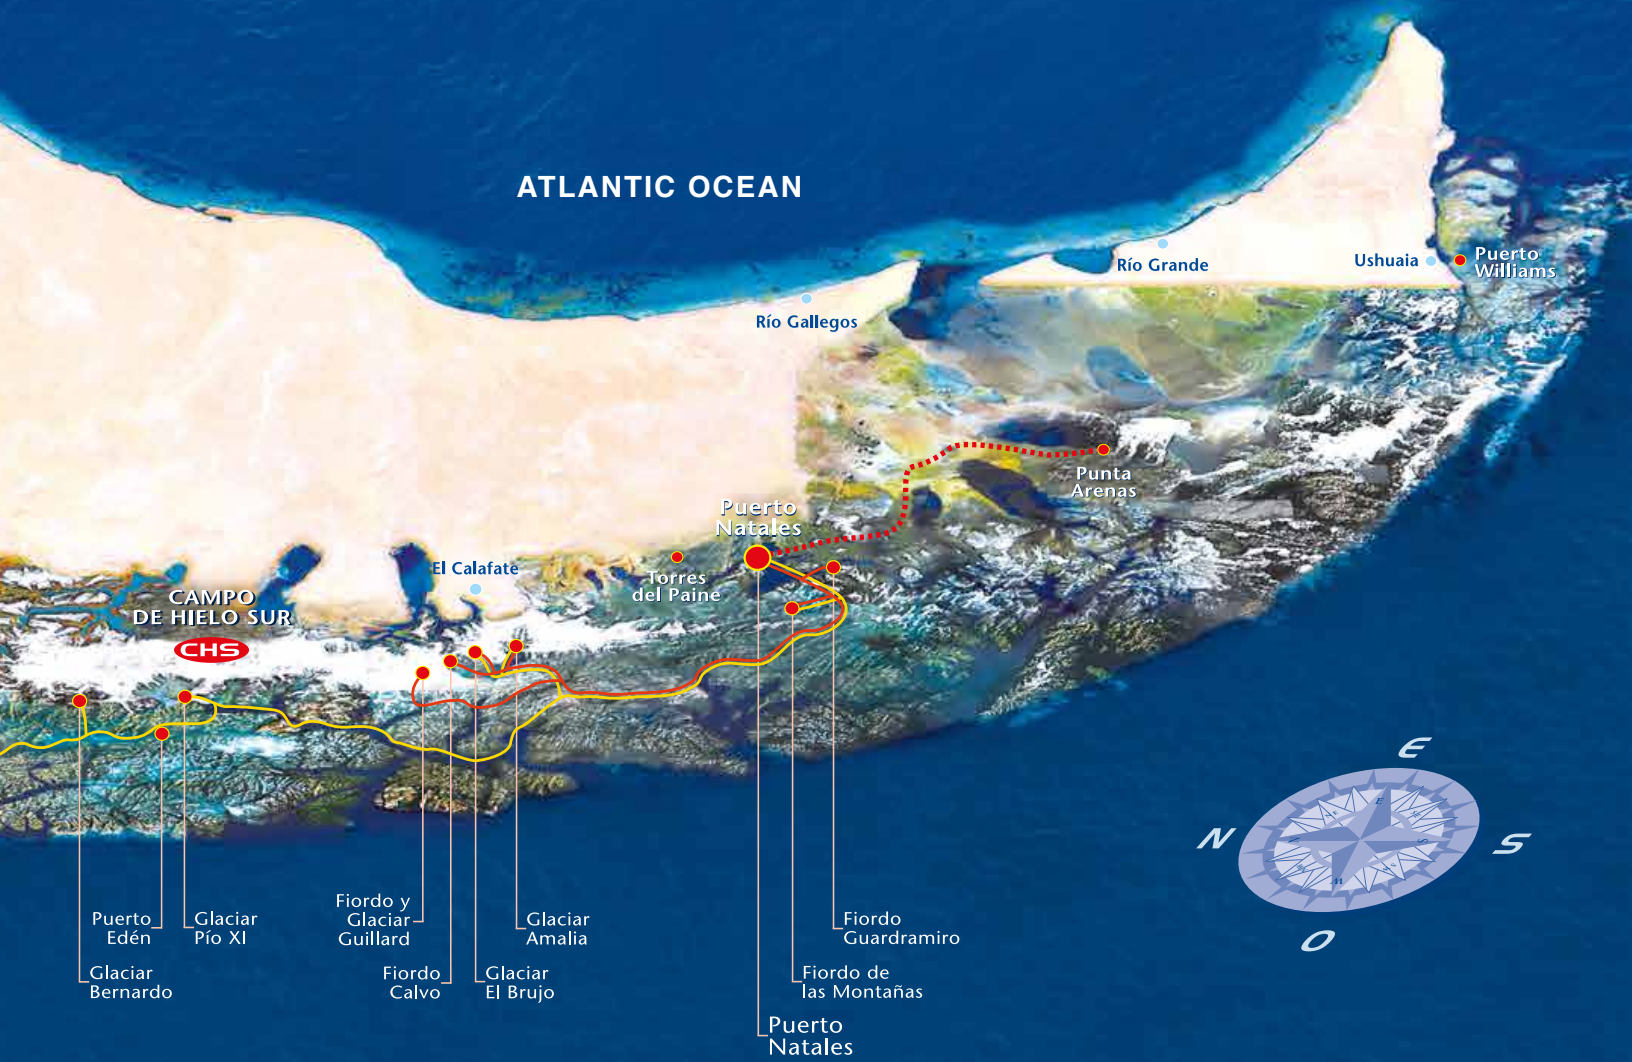 ATLANTIC OCEAN
Río Grande
Ushuaia
Puerto
Williams
Río Gallegos
Punta
Arenas
Puerto
Natales
El Calafate
Torres
del Paine
CAMPO
DE HIELO SUR
CHS
E
N
S
O
Puerto
Edén
Glaciar
Pío XI
Glaciar
Bernardo
Fiordo y
Glaciar
Guillard
Fiordo
Calvo
Glaciar
Amalia
Glaciar
El Brujo
Fiordo
Guardramiro
Fiordo de
las Montañas
Puerto
Natales